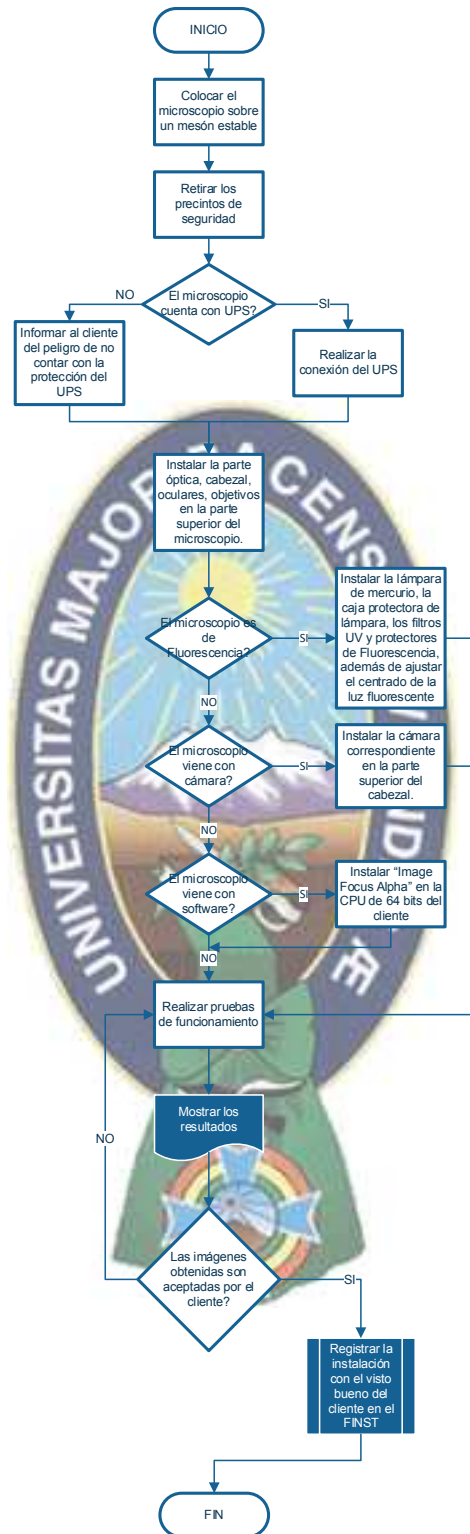 INICIO
Colocar el
microscopio sobre
un mesón estable
Retirar los
precintos de
seguridad
El microscopio
cuenta con UPS?
NO
SI
Informar al cliente
del peligro de no
contar con la
protección del
UPS
Realizar la
conexión del UPS
Instalar la parte
óptica, cabezal,
oculares, objetivos
en la parte
superior del
microscopio.
El microscopio es
de
Fluorescencia?
SI
Instalar la lámpara
de mercurio, la caja
protectora de
lámpara, los filtros
UV y protectores
de Fluorescencia,
además de ajustar
el centrado de la
luz fluorescente
NO
El microscopio
viene con
cámara?
SI
Instalar la cámara
correspondiente
en la parte
superior del
cabezal.
NO
El microscopio
viene con
software?
SI
Instalar “Image
Focus Alpha” en la
CPU de 64 bits del
cliente
NO
Realizar pruebas
de funcionamiento
Mostrar los
resultados
NO
Las imágenes
obtenidas son
aceptadas por el
cliente?
SI
Registrar la
instalación con el visto
bueno del
cliente en el
FINST
FIN
UNIVERSITAS MAJOR